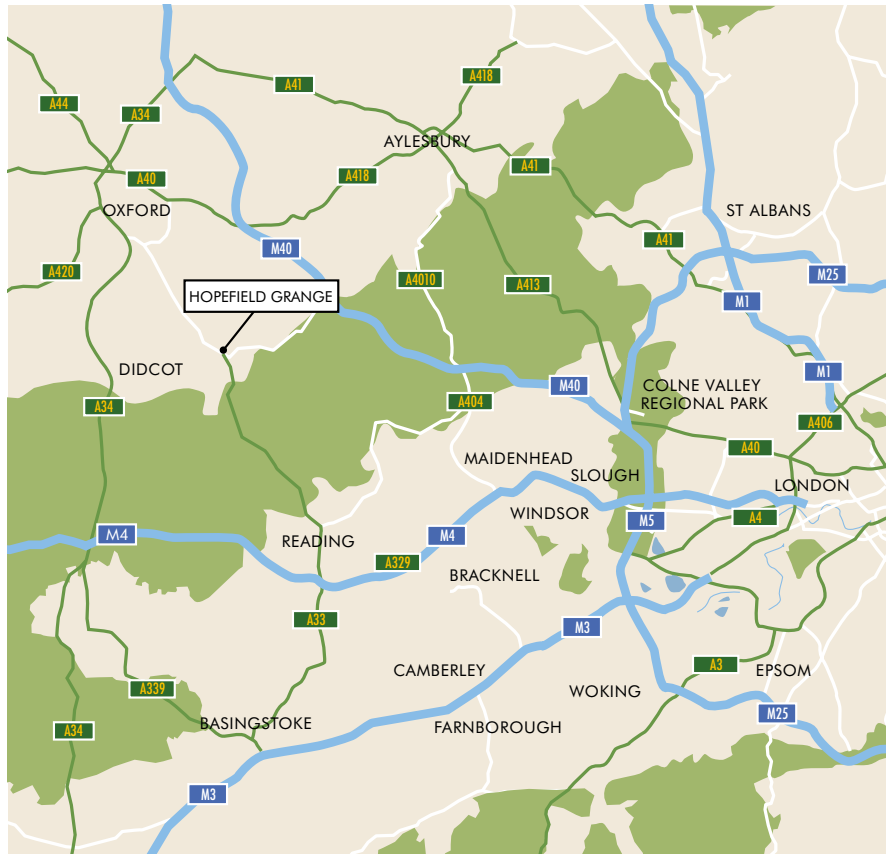 A44
A34
A41
A418
AYLESBURY
A40
A418
A41
OXFORD
ST ALBANS
A41
M40
A420
A4010
A413
M25
HOPEFIELD GRANGE
M1
DIDCOT
M1
M40
COLNE VALLEY
REGIONAL PARK
A34
A404
A406
A40
MAIDENHEAD
SLOUGH
LONDON
WINDSOR
M5
A4
M4
READING
M4
A329
BRACKNELL
A33
M3
CAMBERLEY
A3
EPSOM
A339
WOKING
BASINGSTOKE
FARNBOROUGH
M25
A34
M3